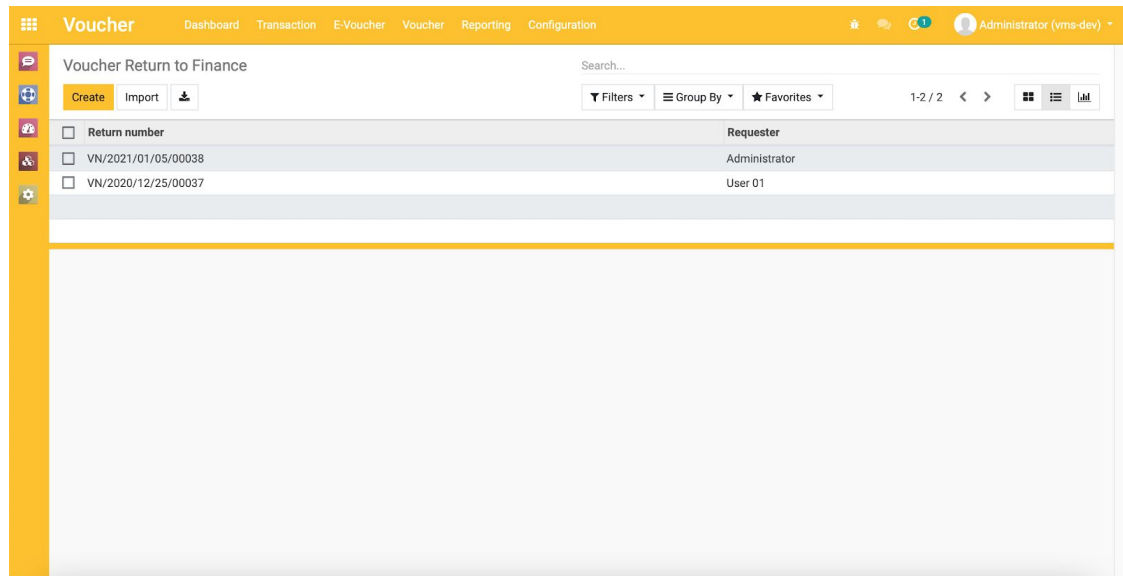 Voucher Dashboard Transaction E-Voucher Voucher Reporting Configuration 1 Administrator (vms-dev)
Voucher Return to Finance Search...
Create Import Filters Group By Favorites 1-2 / 2
Return number Requester
VN/2021/01/05/00038 Administrator
VN/2020/12/25/00037 User 01